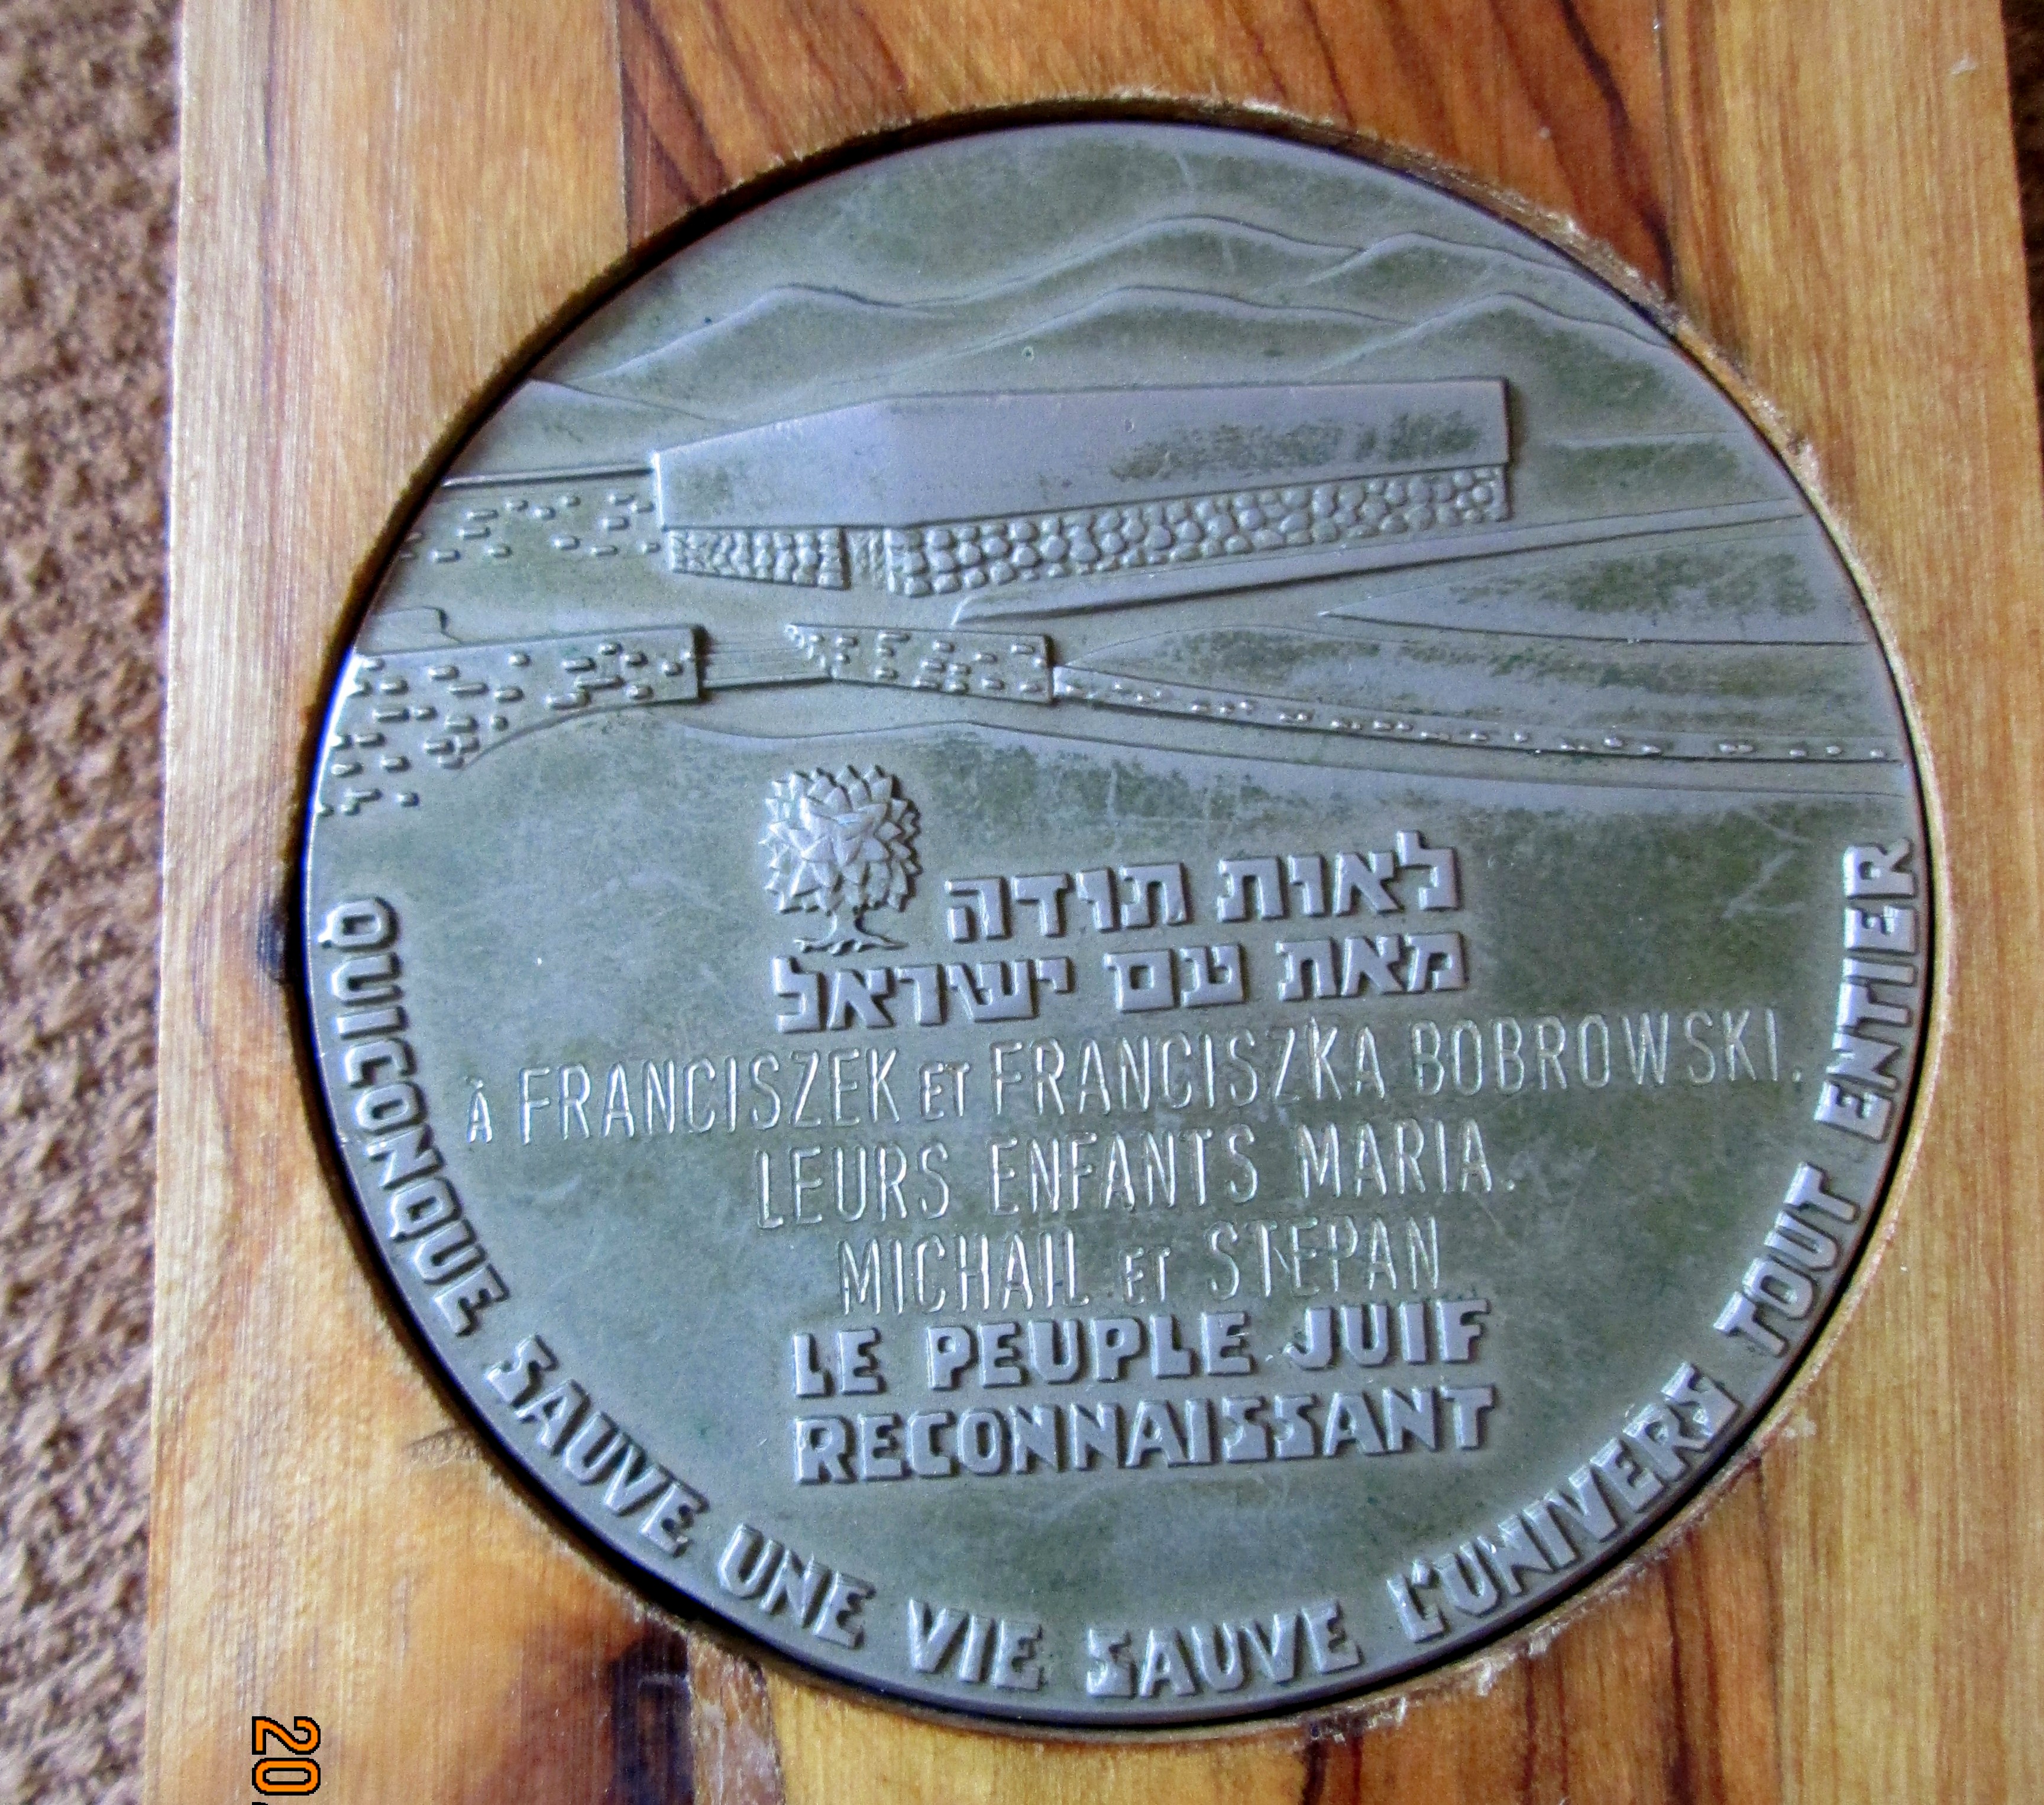 לאות תודה
מאת עם ישראל
À FRANCISZEK ET FRANCISZKA BOBROWSKI.
LEURS ENFANTS MARIA.
MICHAIL ET STEPAN
LE PEUPLE JUIF
RECONNAISSANT
QUICONQUE SAUVE UNE VIE SAUVE L'UNIVERS TOUT ENTIER
20